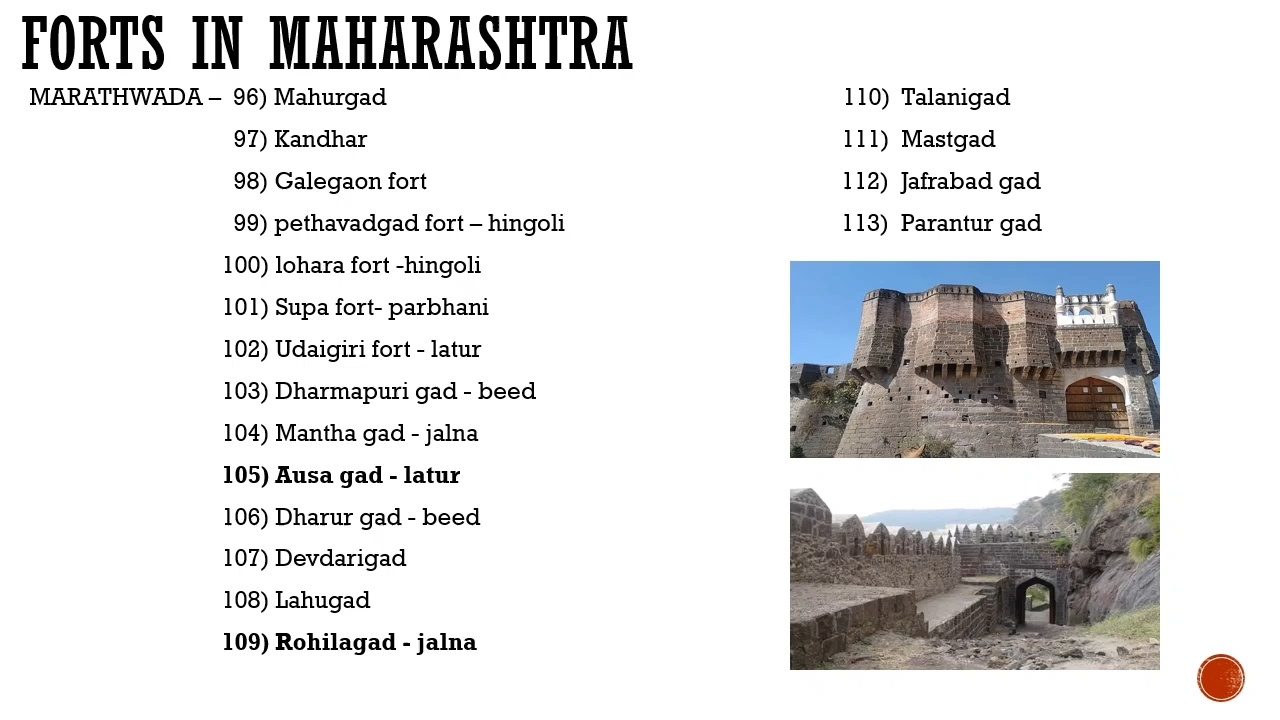 FORTS IN MAHARASHTRA
MARATHWADA – 96) Mahurgad
97) Kandhar
98) Galegaon fort
99) pethavadgad fort – hingoli
100) lohara fort -hingoli
101) Supa fort- parbhani
102) Udaigiri fort - latur
103) Dharmapuri gad - beed
104) Mantha gad - jalna
105) Ausa gad - latur
106) Dharur gad - beed
107) Devdarigad
108) Lahugad
109) Rohilagad - jalna
110) Talanigad
111) Mastgad
112) Jafrabad gad
113) Parantur gad